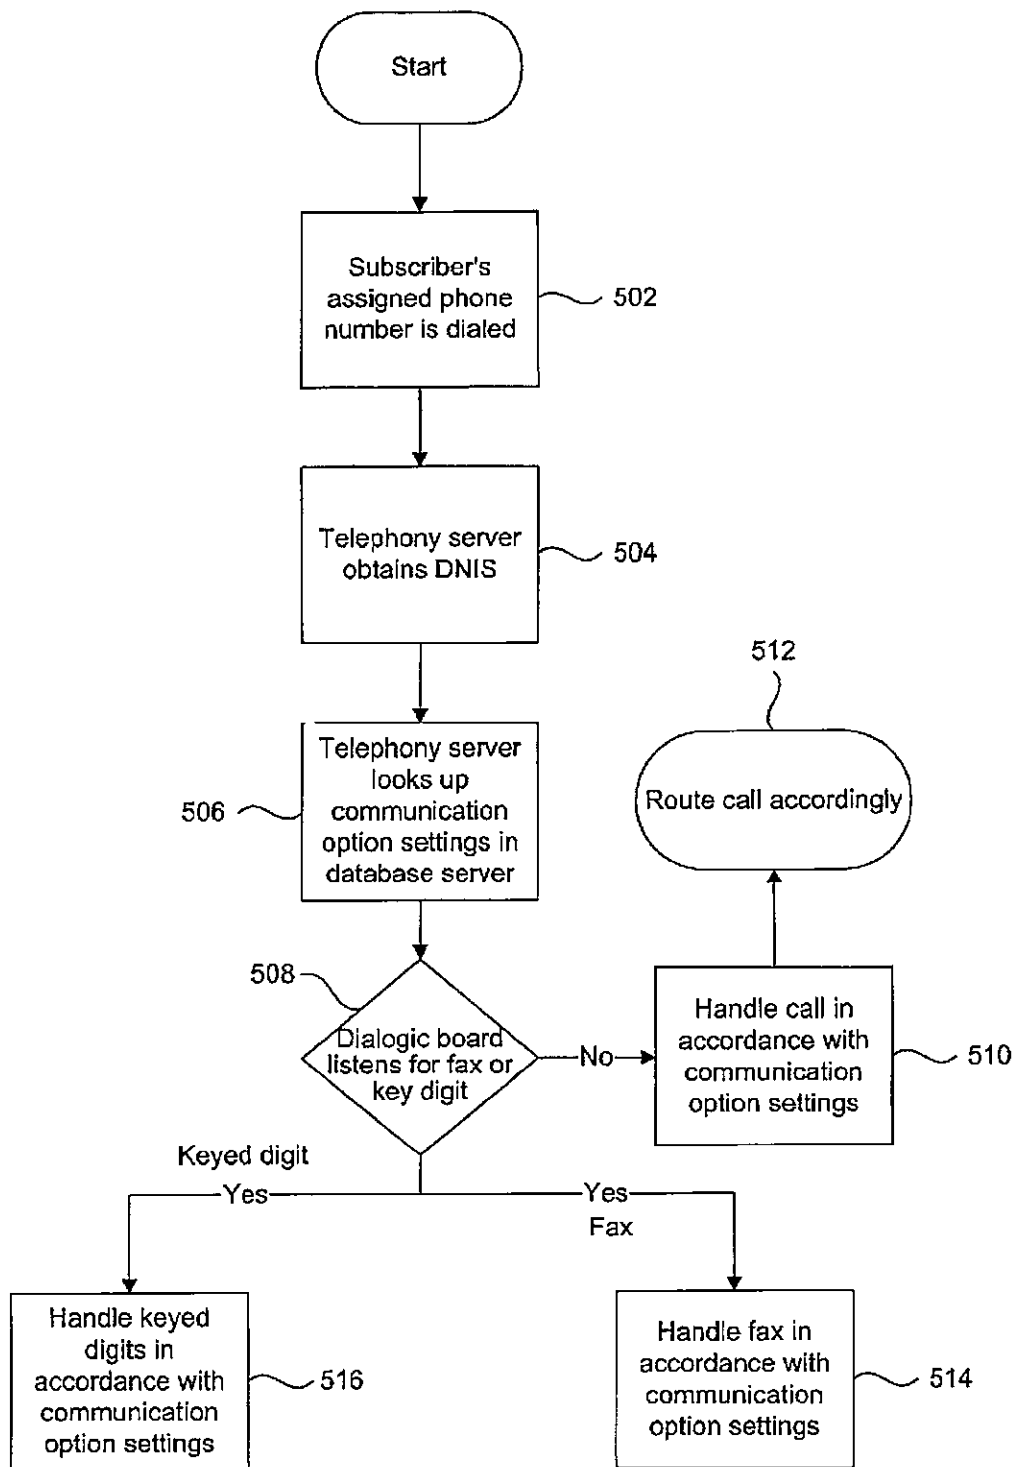 Start
Subscriber's
assigned phone
number is dialed
502
Telephony server
obtains DNIS
504
512
Route call accordingly
Telephony server
looks up
communication
option settings in
database server
506
508
Dialogic board
listens for fax or
key digit
No
Handle call in
accordance with
communication
option settings
510
Keyed digit
Yes
Yes
Fax
Handle keyed
digits in
accordance with
communication
option settings
516
Handle fax in
accordance with
communication
option settings
514